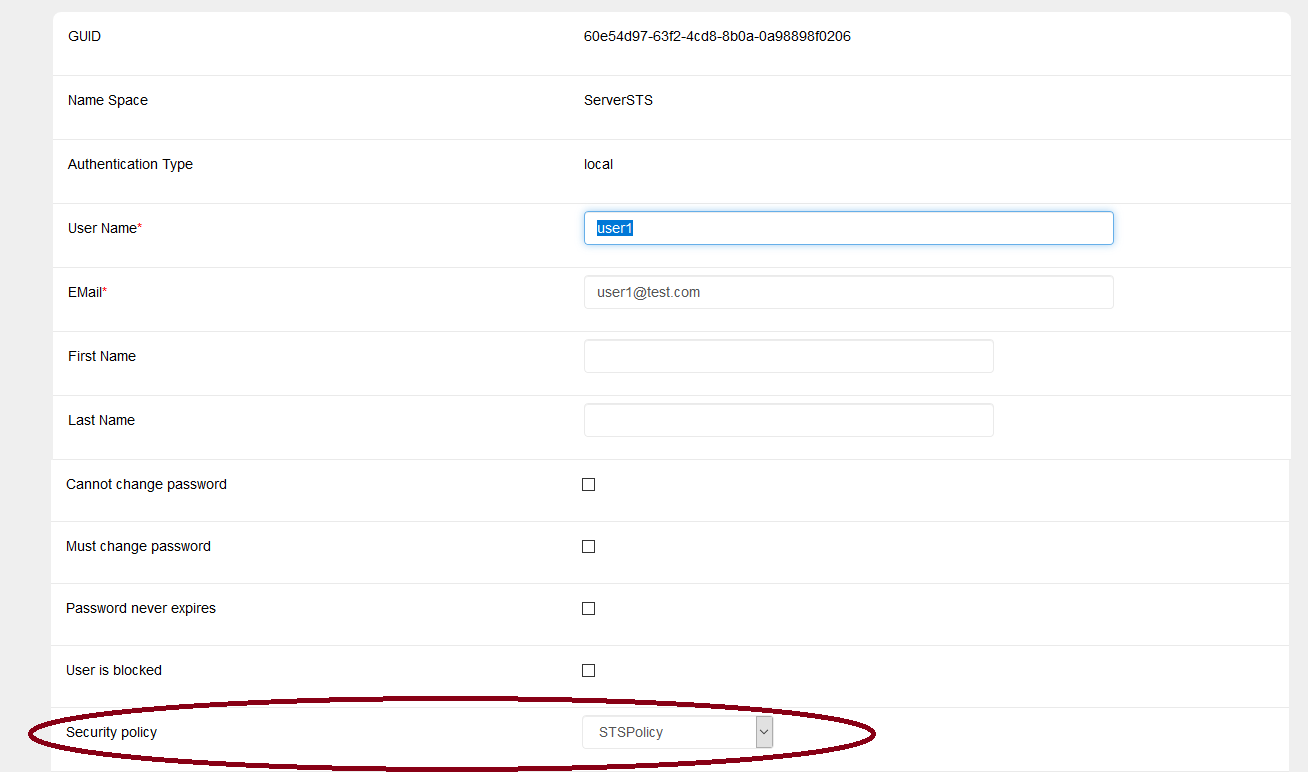 GUID 60e54d97-63f2-4cd8-8b0a-0a98898f0206
Name Space ServerSTS
Authentication Type local
User Name* user1
EMail* user1@test.com
First Name
Last Name
Cannot change password
Must change password
Password never expires
User is blocked
Security policy STSPolicy